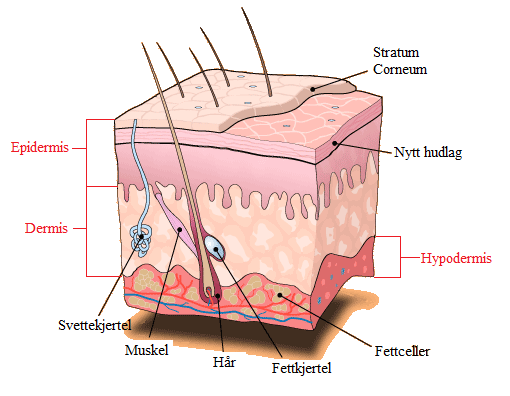 Stratum
Corneum
Epidermis
Nytt hudlag
Dermis
Hypodermis
Svettekjertel
Muskel
Hår
Fettkjertel
Fettceller